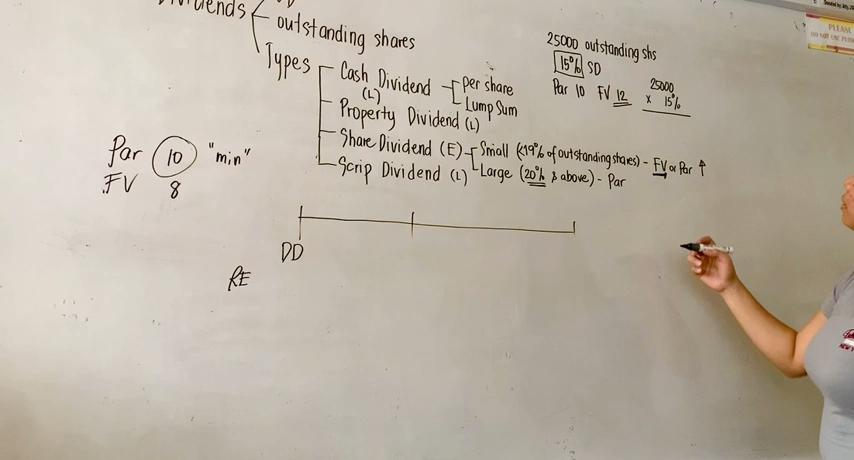 Dividends
outstanding shares
Types
Cash Dividend (L)
per share
Lump Sum
Property Dividend (L)
Share Dividend (E)
Small (<19% of outstanding shares) - FV or Par ↑
Large (20% & above) - Par
Scrip Dividend (L)
25000 outstanding shs
15% SD
Par 10 FV 12
25000
x 15%
Par 10 "min"
FV 8
DD
RE
PLEASE